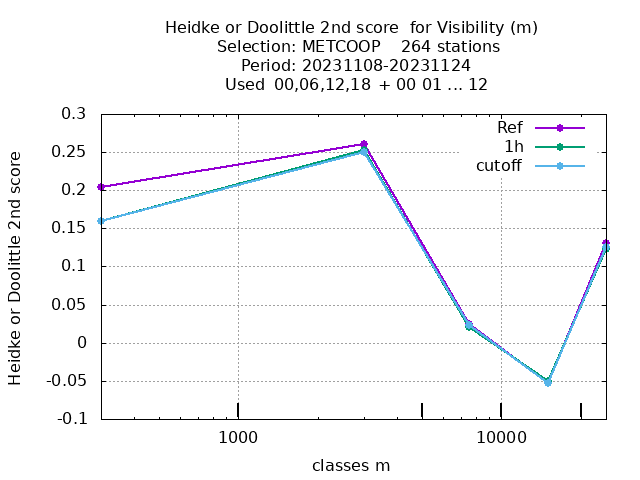 Heidke or Doolittle 2nd score  for Visibility (m)
Selection: METCOOP    264 stations
Period: 20231108-20231124
Used  00,06,12,18 + 00 01 ... 12
Heidke or Doolittle 2nd score
0.3
0.25
0.2
0.15
0.1
0.05
0
-0.05
-0.1
Ref
1h
cutoff
1000
10000
classes m